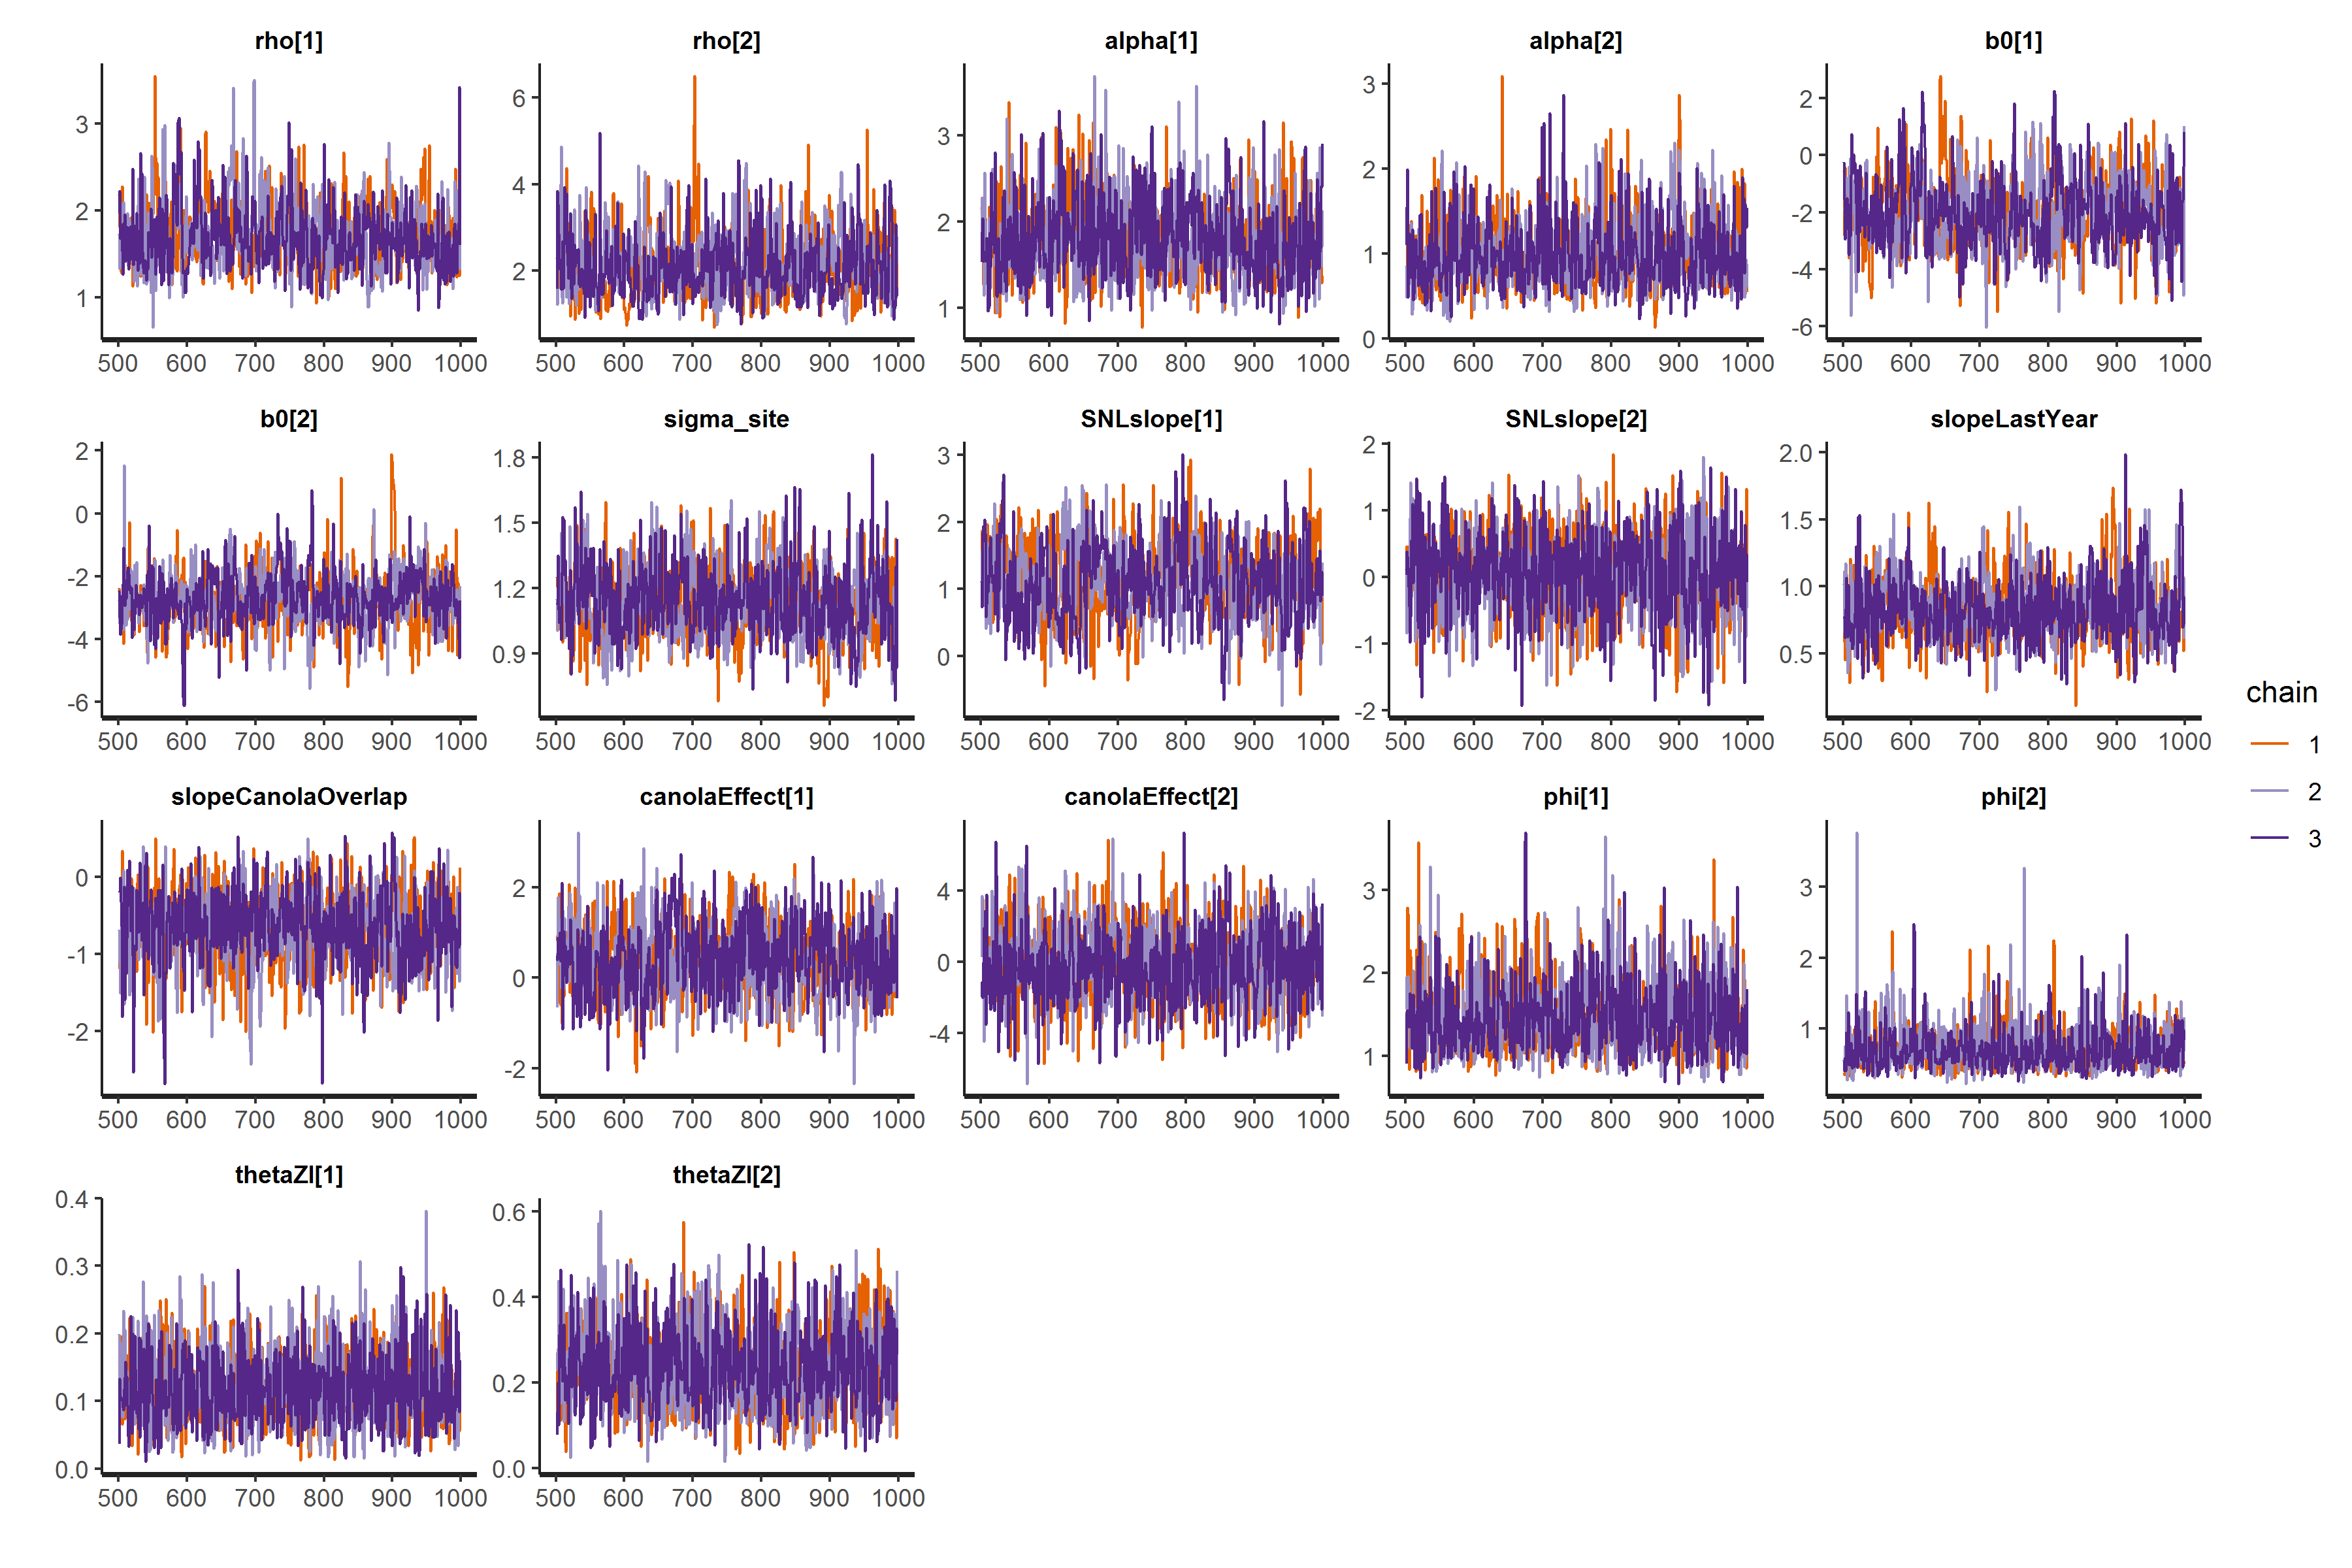 rho[1] rho[2] alpha[1] alpha[2] b0[1]
3 2 1
6 4 2
3 2 1
3 2 1 0
2 0 -2 -4 -6
500 600 700 800 900 1000 500 600 700 800 900 1000 500 600 700 800 900 1000 500 600 700 800 900 1000 500 600 700 800 900 1000
b0[2] sigma_site SNLslope[1] SNLslope[2] slopeLastYear
2 0 -2 -4 -6
1.8 1.5 1.2 0.9
3 2 1 0
2 1 0 -1 -2
2.0 1.5 1.0 0.5
500 600 700 800 900 1000 500 600 700 800 900 1000 500 600 700 800 900 1000 500 600 700 800 900 1000 500 600 700 800 900 1000
slopeCanolaOverlap canolaEffect[1] canolaEffect[2] phi[1] phi[2]
0 -1 -2
2 0 -2
4 0 -4
3 2 1
3 2 1
500 600 700 800 900 1000 500 600 700 800 900 1000 500 600 700 800 900 1000 500 600 700 800 900 1000 500 600 700 800 900 1000
thetaZI[1] thetaZI[2]
0.4 0.3 0.2 0.1 0.0
0.6 0.4 0.2 0.0
500 600 700 800 900 1000 500 600 700 800 900 1000
chain
1
2
3